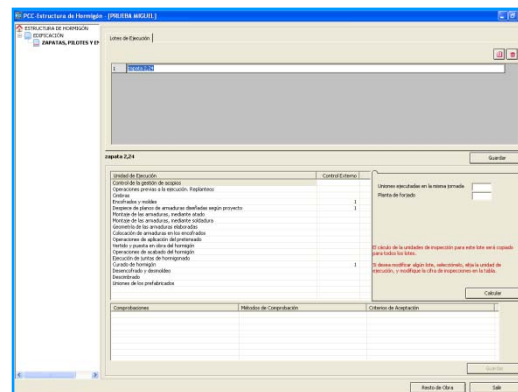 PCC-Estructura de Hormigón - [PRUEBA MIGUEL]
ESTRUCTURA DE HORMIGÓN
EDIFICACIÓN
ZAPATAS, PILOTES Y EN
Lotes de Ejecución
1 zapata 2,24
zapata 2,24
Guardar
Unidad de Ejecución Control Externo
Control de la gestión de acopios
Operaciones previas a la ejecución. Replanteos
Cimbras
Encofrados y moldes 1
Despiece de planos de armaduras diseñadas según proyecto 1
Montaje de las armaduras, mediante atado
Montaje de las armaduras, mediante soldadura
Geometría de las armaduras elaboradas
Colocación de armaduras en los encofrados
Operaciones de aplicación del pretensado
Vertido y puesta en obra del hormigón
Operaciones de acabado del hormigón
Ejecución de juntas de hormigonado
Curado de hormigón 1
Desencofrado y desmoldeo
Descimbrado
Uniones de los prefabricados
Uniones ejecutadas en la misma jornada
Planta de forjado
El cálculo de la unidades de inspección para este lote será copiado
para todos los lotes.
Si desea modificar algún lote, selecciónelo, elija la unidad de
ejecución, y modifique la cifra de inspecciones en la tabla.
Calcular
Comprobaciones Métodos de Comprobación Criterios de Aceptación
Guardar
Resto de Obra Salir